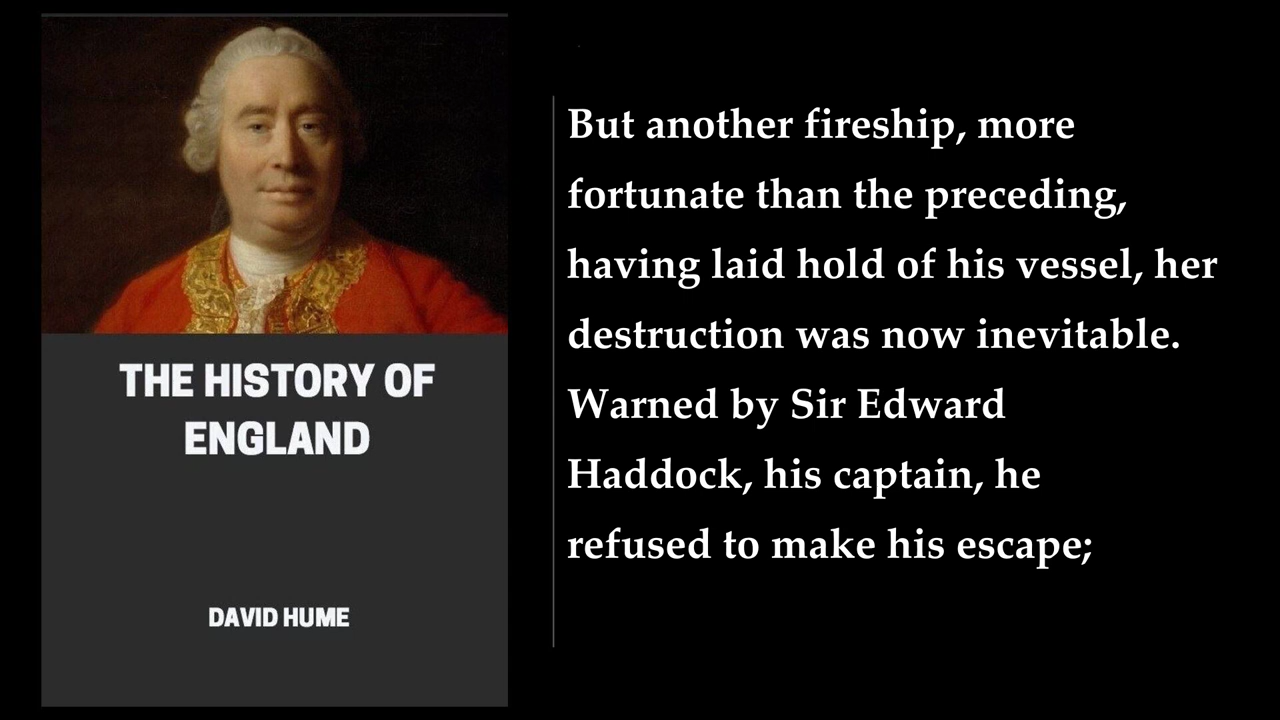 THE HISTORY OF
ENGLAND
DAVID HUME
But another fireship, more
fortunate than the preceding,
having laid hold of his vessel, her
destruction was now inevitable.
Warned by Sir Edward
Haddock, his captain, he
refused to make his escape;